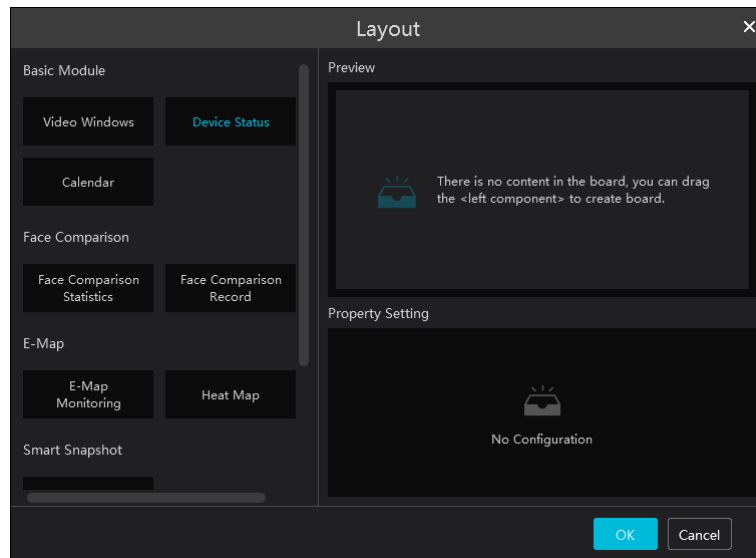 Layout
Basic Module
Video Windows
Device Status
Calendar
Face Comparison
Face Comparison
Statistics
Face Comparison
Record
E-Map
E-Map
Monitoring
Heat Map
Smart Snapshot
Preview
There is no content in the board, you can drag
the <left component> to create board.
Property Setting
No Configuration
OK
Cancel